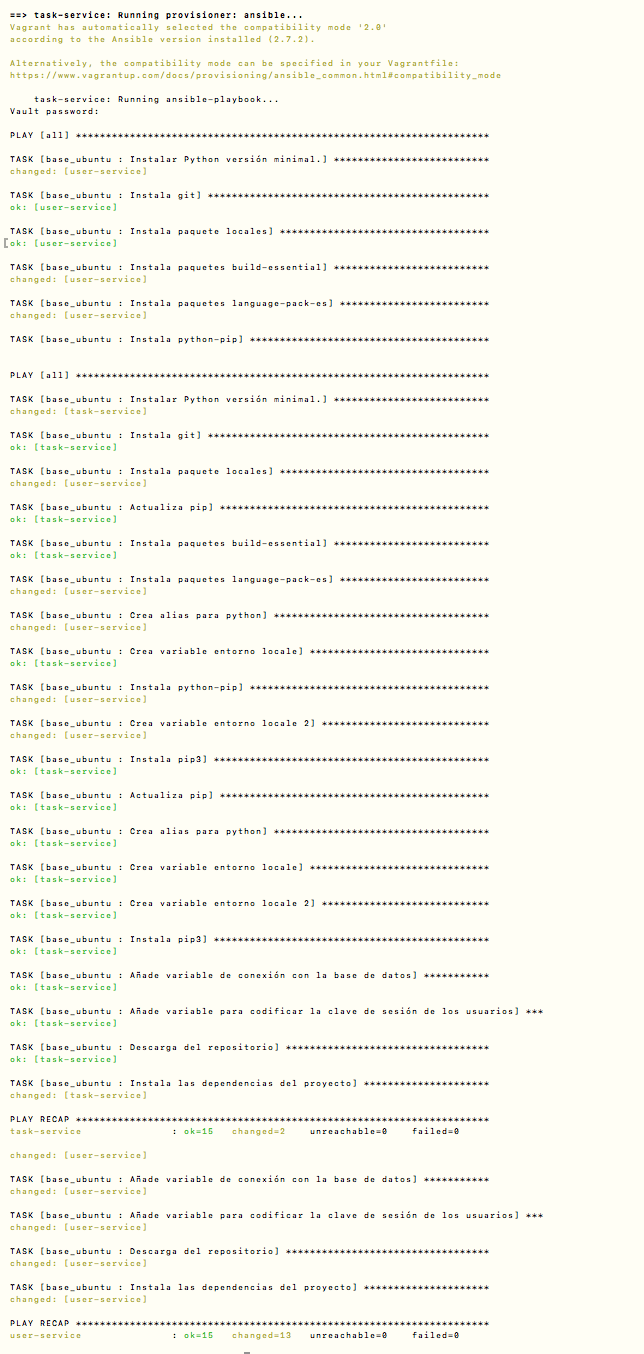 ==> task-service: Running provisioner: ansible...
Vagrant has automatically selected the compatibility mode '2.0'
according to the Ansible version installed (2.7.2).
Alternatively, the compatibility mode can be specified in your Vagrantfile:
https://www.vagrantup.com/docs/provisioning/ansible_common.html#compatibility_mode
    task-service: Running ansible-playbook...
Vault password:
PLAY [all] *********************************************************************
TASK [base_ubuntu : Instalar Python versión minimal.] **************************
changed: [user-service]
TASK [base_ubuntu : Instala git] ***********************************************
ok: [user-service]
TASK [base_ubuntu : Instala paquete locales] ***********************************
[ok: [user-service]
TASK [base_ubuntu : Instala paquetes build-essential] **************************
changed: [user-service]
TASK [base_ubuntu : Instala paquetes language-pack-es] *************************
changed: [user-service]
TASK [base_ubuntu : Instala python-pip] ****************************************
PLAY [all] *********************************************************************
TASK [base_ubuntu : Instalar Python versión minimal.] **************************
changed: [task-service]
TASK [base_ubuntu : Instala git] ***********************************************
ok: [task-service]
TASK [base_ubuntu : Instala paquete locales] ***********************************
changed: [user-service]
TASK [base_ubuntu : Actualiza pip] *********************************************
ok: [task-service]
TASK [base_ubuntu : Instala paquetes build-essential] **************************
ok: [task-service]
TASK [base_ubuntu : Instala paquetes language-pack-es] *************************
changed: [user-service]
TASK [base_ubuntu : Crea alias para python] ************************************
changed: [user-service]
TASK [base_ubuntu : Crea variable entorno locale] ******************************
ok: [task-service]
TASK [base_ubuntu : Instala python-pip] ****************************************
changed: [user-service]
TASK [base_ubuntu : Crea variable entorno locale 2] ****************************
changed: [user-service]
TASK [base_ubuntu : Instala pip3] **********************************************
ok: [task-service]
TASK [base_ubuntu : Actualiza pip] *********************************************
ok: [task-service]
TASK [base_ubuntu : Crea alias para python] ************************************
ok: [task-service]
TASK [base_ubuntu : Crea variable entorno locale] ******************************
ok: [task-service]
TASK [base_ubuntu : Crea variable entorno locale 2] ****************************
ok: [task-service]
TASK [base_ubuntu : Instala pip3] **********************************************
ok: [task-service]
TASK [base_ubuntu : Añade variable de conexión con la base de datos] ***********
ok: [task-service]
TASK [base_ubuntu : Añade variable para codificar la clave de sesión de los usuarios] ***
ok: [task-service]
TASK [base_ubuntu : Descarga del repositorio] **********************************
ok: [task-service]
TASK [base_ubuntu : Instala las dependencias del proyecto] *********************
changed: [task-service]
PLAY RECAP *********************************************************************
task-service               : ok=15   changed=2    unreachable=0    failed=0
changed: [user-service]
TASK [base_ubuntu : Añade variable de conexión con la base de datos] ***********
changed: [user-service]
TASK [base_ubuntu : Añade variable para codificar la clave de sesión de los usuarios] ***
changed: [user-service]
TASK [base_ubuntu : Descarga del repositorio] **********************************
changed: [user-service]
TASK [base_ubuntu : Instala las dependencias del proyecto] *********************
changed: [user-service]
PLAY RECAP *********************************************************************
user-service               : ok=15   changed=13   unreachable=0    failed=0